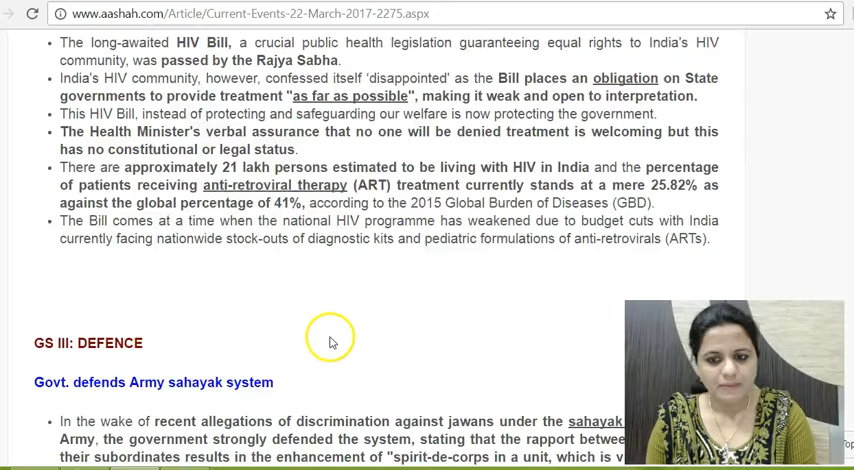 www.aashah.com/Article/Current-Events-22-March-2017-2275.aspx
• The long-awaited HIV Bill, a crucial public health legislation guaranteeing equal rights to India's HIV
community, was passed by the Rajya Sabha.
• India's HIV community, however, confessed itself 'disappointed' as the Bill places an obligation on State
governments to provide treatment "as far as possible", making it weak and open to interpretation.
• This HIV Bill, instead of protecting and safeguarding our welfare is now protecting the government.
• The Health Minister's verbal assurance that no one will be denied treatment is welcoming but this
has no constitutional or legal status.
• There are approximately 21 lakh persons estimated to be living with HIV in India and the percentage
of patients receiving anti-retroviral therapy (ART) treatment currently stands at a mere 25.82% as
against the global percentage of 41%, according to the 2015 Global Burden of Diseases (GBD).
• The Bill comes at a time when the national HIV programme has weakened due to budget cuts with India
currently facing nationwide stock-outs of diagnostic kits and pediatric formulations of anti-retrovirals (ARTs).
GS III: DEFENCE
Govt. defends Army sahayak system
• In the wake of recent allegations of discrimination against jawans under the sahayak
Army, the government strongly defended the system, stating that the rapport betwee
their subordinates results in the enhancement of "spirit-de-corps in a unit, which is v
Top